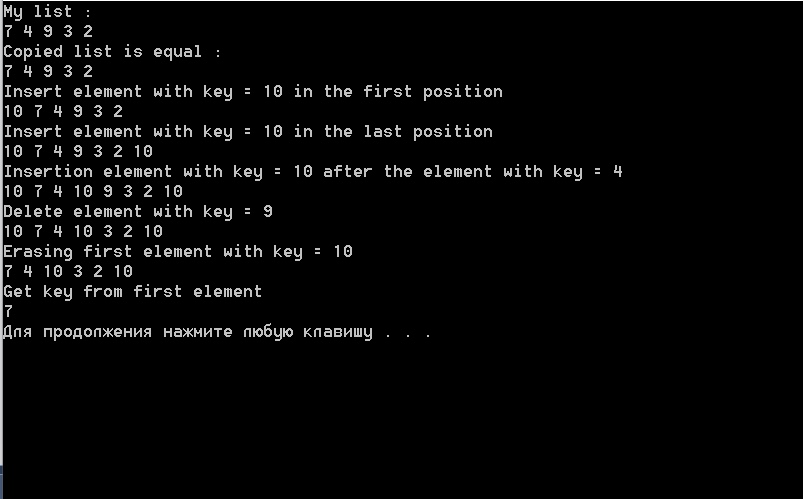 My list :
7 4 9 3 2
Copied list is equal :
7 4 9 3 2
Insert element with key = 10 in the first position
10 7 4 9 3 2
Insert element with key = 10 in the last position
10 7 4 9 3 2 10
Insertion element with key = 10 after the element with key = 4
10 7 4 10 9 3 2 10
Delete element with key = 9
10 7 4 10 3 2 10
Erasing first element with key = 10
7 4 10 3 2 10
Get key from first element
7
Для продолжения нажмите любую клавишу . . .